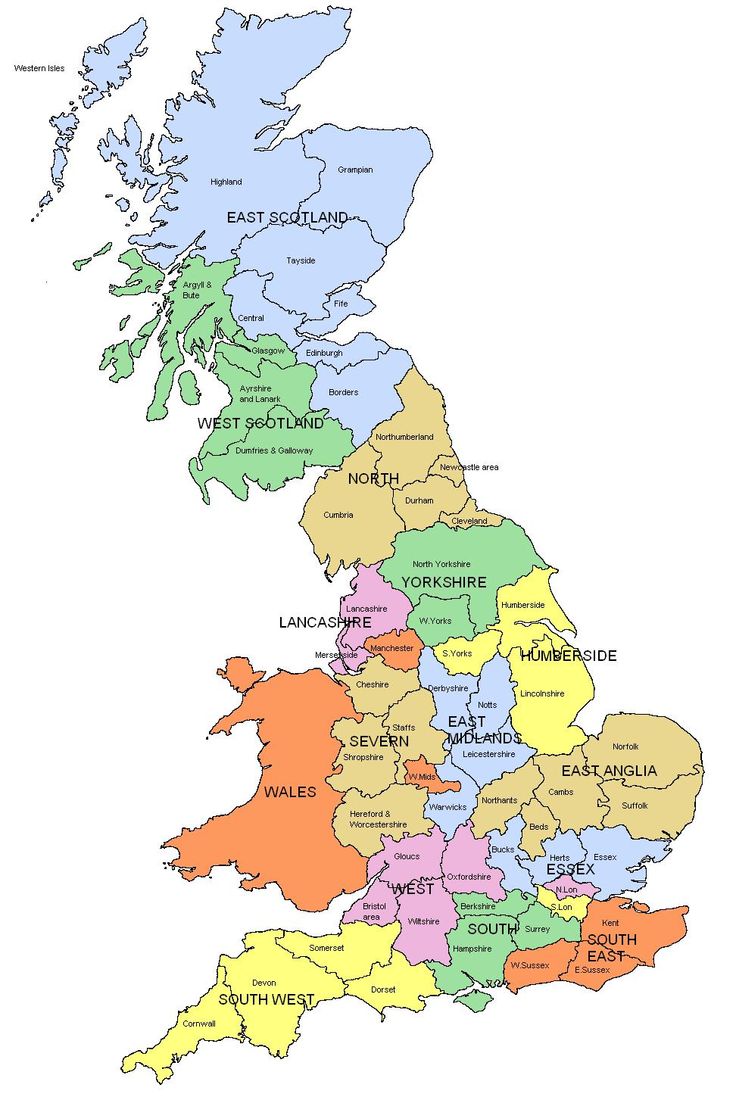 Western Isles
Grampian
Highland
EAST SCOTLAND
Tayside
Argyll &
Bute
Fife
Central
Glasgow
Edinburgh
Ayrshire
and Lanark
Borders
WEST SCOTLAND
Northumberland
Dumfries & Galloway
Newcastle area
NORTH
Durham
Cumbria
Cleveland
North Yorkshire
YORKSHIRE
Lancashire
Humberside
LANCASHIRE
W.Yorks
Merseyside
Manchester
S.Yorks
HUMBERSIDE
Cheshire
Derbyshire
Lincolnshire
Notts
EAST
MIDLANDS
Staffs
SEVERN
Shropshire
Leicestershire
Norfolk
EAST ANGLIA
W.Mids
WALES
Cambs
Northants
Suffolk
Warwicks
Hereford &
Worcestershire
Beds
Bucks
Gloucs
Herts
Essex
ESSEX
Oxfordshire
WEST
N.Lon
Bristol
area
Berkshire
S.Lon
Wiltshire
Kent
SOUTH
Surrey
SOUTH
EAST
Somerset
Hampshire
W.Sussex
E.Sussex
Devon
Dorset
SOUTH WEST
Cornwall